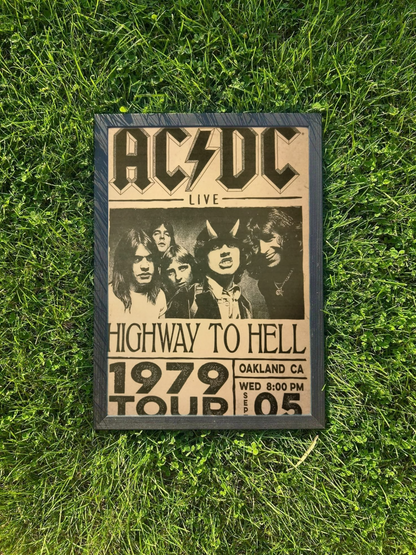 AC⚡DC
LIVE
HIGHWAY TO HELL
1979
TOUR
OAKLAND CA
WED 8:00 PM
SEP
05